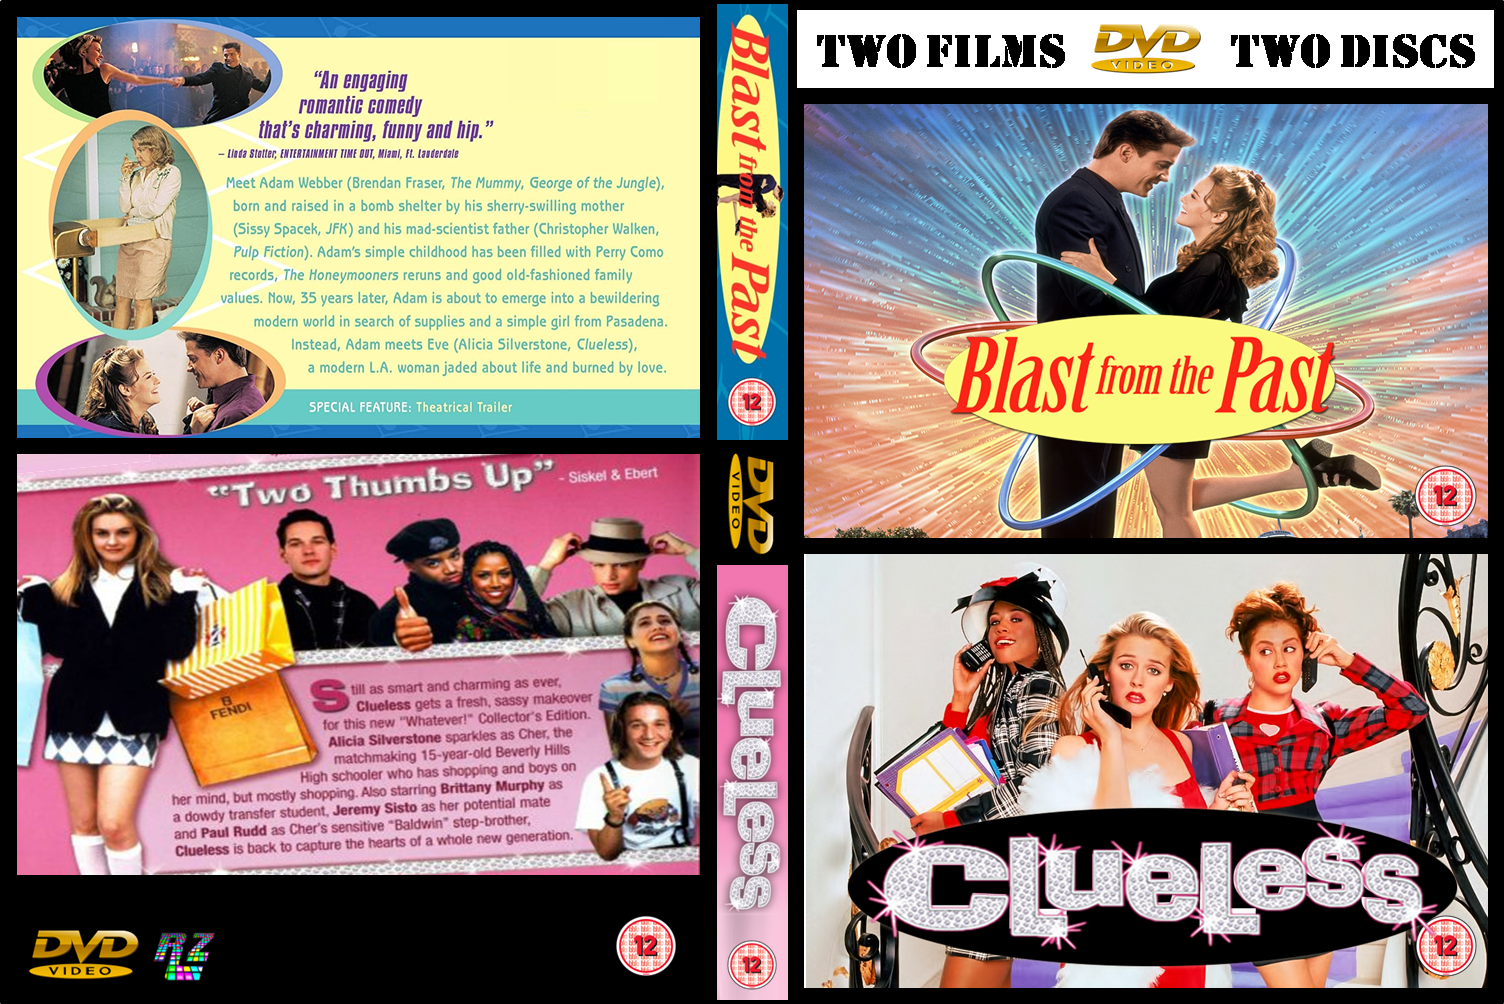 "An engaging
romantic comedy
that's charming, funny and hip."
– Linda Stotter, ENTERTAINMENT TIME OUT, Miami, Ft. Lauderdale
Meet Adam Webber (Brendan Fraser, The Mummy, George of the Jungle),
born and raised in a bomb shelter by his sherry-swilling mother
(Sissy Spacek, JFK) and his mad-scientist father (Christopher Walken,
Pulp Fiction). Adam's simple childhood has been filled with Perry Como
records, The Honeymooners reruns and good old-fashioned family
values. Now, 35 years later, Adam is about to emerge into a bewildering
modern world in search of supplies and a simple girl from Pasadena.
Instead, Adam meets Eve (Alicia Silverstone, Clueless),
a modern L.A. woman jaded about life and burned by love.
SPECIAL FEATURE: Theatrical Trailer
"Two Thumbs Up" - Siskel & Ebert
FENDI
Still as smart and charming as ever,
Clueless gets a fresh, sassy makeover
for this new "Whatever!" Collector's Edition.
Alicia Silverstone sparkles as Cher, the
matchmaking 15-year-old Beverly Hills
High schooler who has shopping and boys on
her mind, but mostly shopping. Also starring Brittany Murphy as
a dowdy transfer student, Jeremy Sisto as her potential mate
and Paul Rudd as Cher's sensitive "Baldwin" step-brother,
Clueless is back to capture the hearts of a whole new generation.
DVD
VIDEO
RZ
12
Blast from the Past
12
DVD
VIDEO
CLUELESS
12
TWO FILMS DVD VIDEO TWO DISCS
Blast from the Past
12
CLUELESS
12